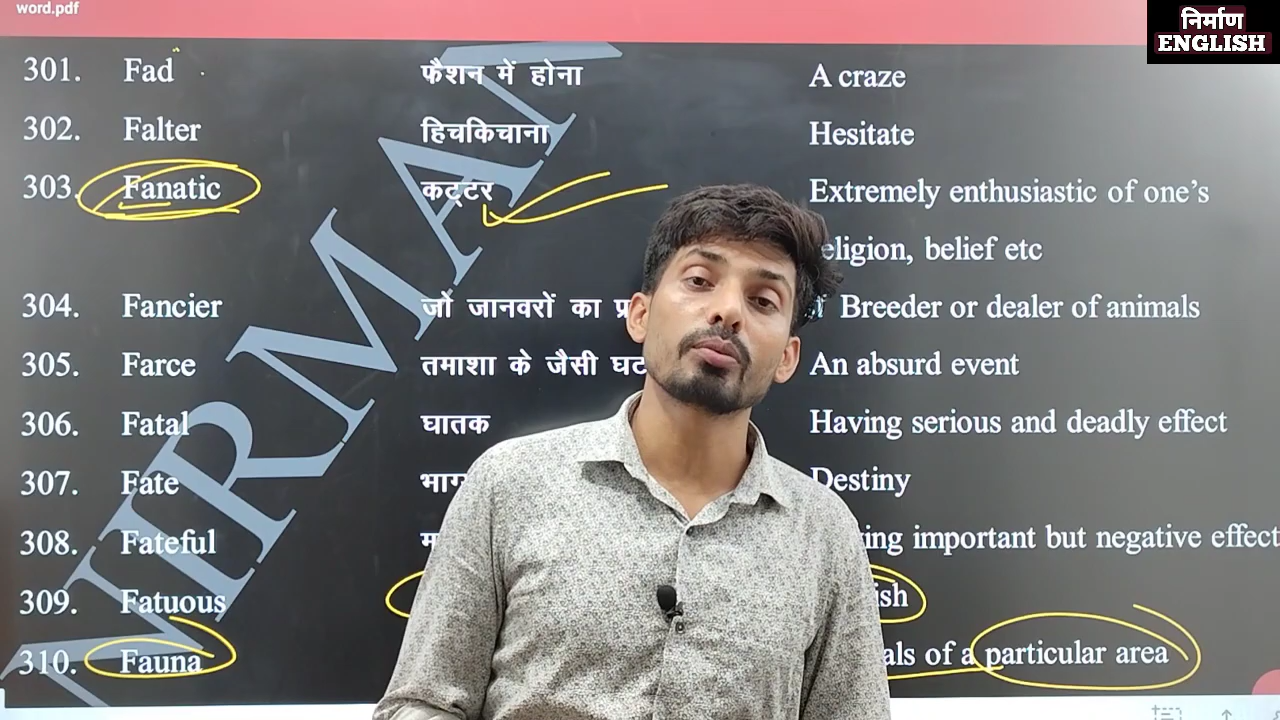 word.pdf
निर्माण
ENGLISH
301. Fad फैशन में होना A craze
302. Falter हिचकिचाना Hesitate
303. Fanatic कट्टर Extremely enthusiastic of one's
religion, belief etc
304. Fancier जो जानवरों का Breeder or dealer of animals
305. Farce तमाशा के जैसी An absurd event
306. Fatal घातक Having serious and deadly effect
307. Fate Destiny
308. Fateful important but negative effect
309. Fatuous
310. Fauna of a particular area
NIRMAN